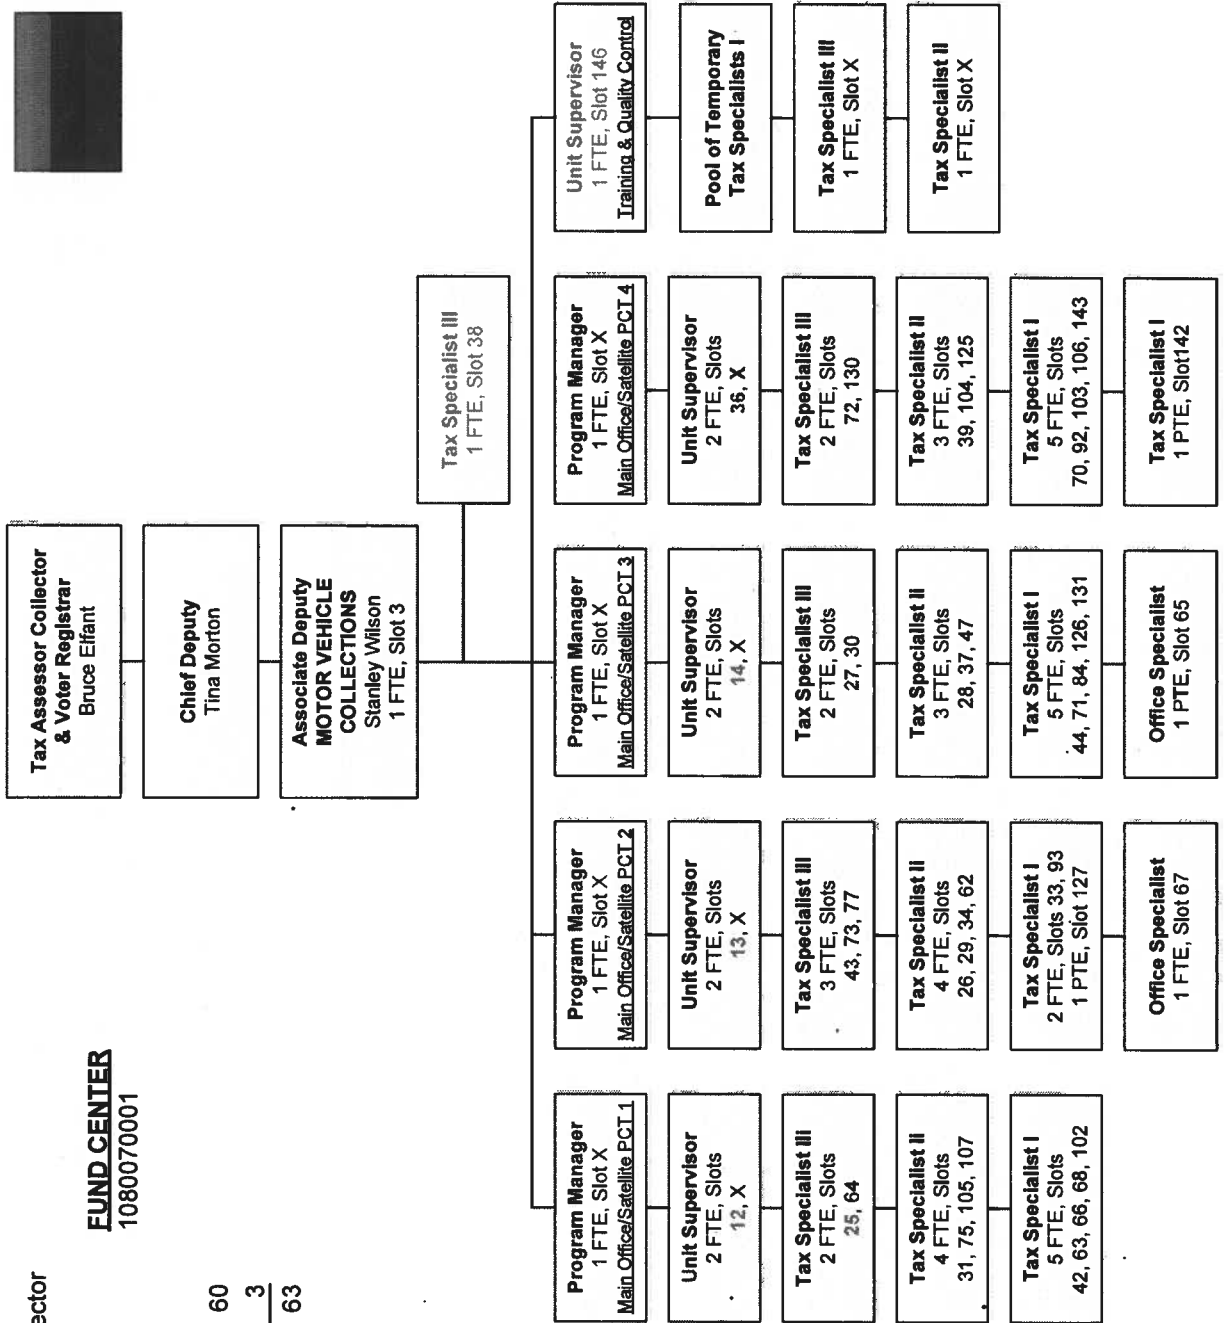 ector
FUND CENTER
1080070001
60
3
63
Tax Assessor Collector
& Voter Registrar
Bruce Elfant
Chief Deputy
Tina Morton
Associate Deputy
MOTOR VEHICLE
COLLECTIONS
Stanley Wilson
1 FTE, Slot 3
Tax Specialist III
1 FTE, Slot 38
Program Manager
1 FTE, Slot X
Main Office/Satellite PCT 1
Unit Supervisor
2 FTE, Slots
12, X
Tax Specialist III
2 FTE, Slots
25, 64
Tax Specialist II
4 FTE, Slots
31, 75, 105, 107
Tax Specialist I
5 FTE, Slots
42, 63, 66, 68, 102
Program Manager
1 FTE, Slot X
Main Office/Satellite PCT 2
Unit Supervisor
2 FTE, Slots
13, X
Tax Specialist III
3 FTE, Slots
43, 73, 77
Tax Specialist II
4 FTE, Slots
26, 29, 34, 62
Tax Specialist I
2 FTE, Slots 33, 93
1 PTE, Slot 127
Office Specialist
1 FTE, Slot 67
Program Manager
1 FTE, Slot X
Main Office/Satellite PCT 3
Unit Supervisor
2 FTE, Slots
14, X
Tax Specialist III
2 FTE, Slots
27, 30
Tax Specialist II
3 FTE, Slots
28, 37, 47
Tax Specialist I
5 FTE, Slots
44, 71, 84, 126, 131
Office Specialist
1 PTE, Slot 65
Program Manager
1 FTE, Slot X
Main Office/Satellite PCT 4
Unit Supervisor
2 FTE, Slots
36, X
Tax Specialist III
2 FTE, Slots
72, 130
Tax Specialist II
3 FTE, Slots
39, 104, 125
Tax Specialist I
5 FTE, Slots
70, 92, 103, 106, 143
Tax Specialist I
1 PTE, Slot142
Unit Supervisor
1 FTE, Slot 146
Training & Quality Control
Pool of Temporary
Tax Specialists I
Tax Specialist III
1 FTE, Slot X
Tax Specialist II
1 FTE, Slot X